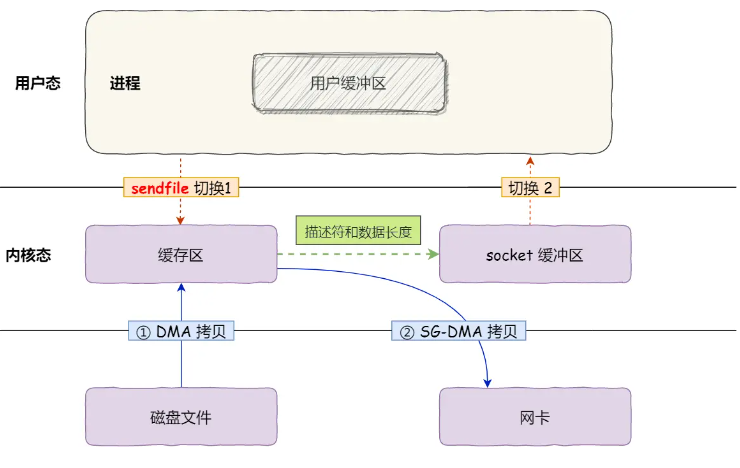 用户态
进程
用户缓冲区
sendfile 切换1
切换 2
内核态
缓存区
描述符和数据长度
socket 缓冲区
① DMA 拷贝
② SG-DMA 拷贝
磁盘文件
网卡